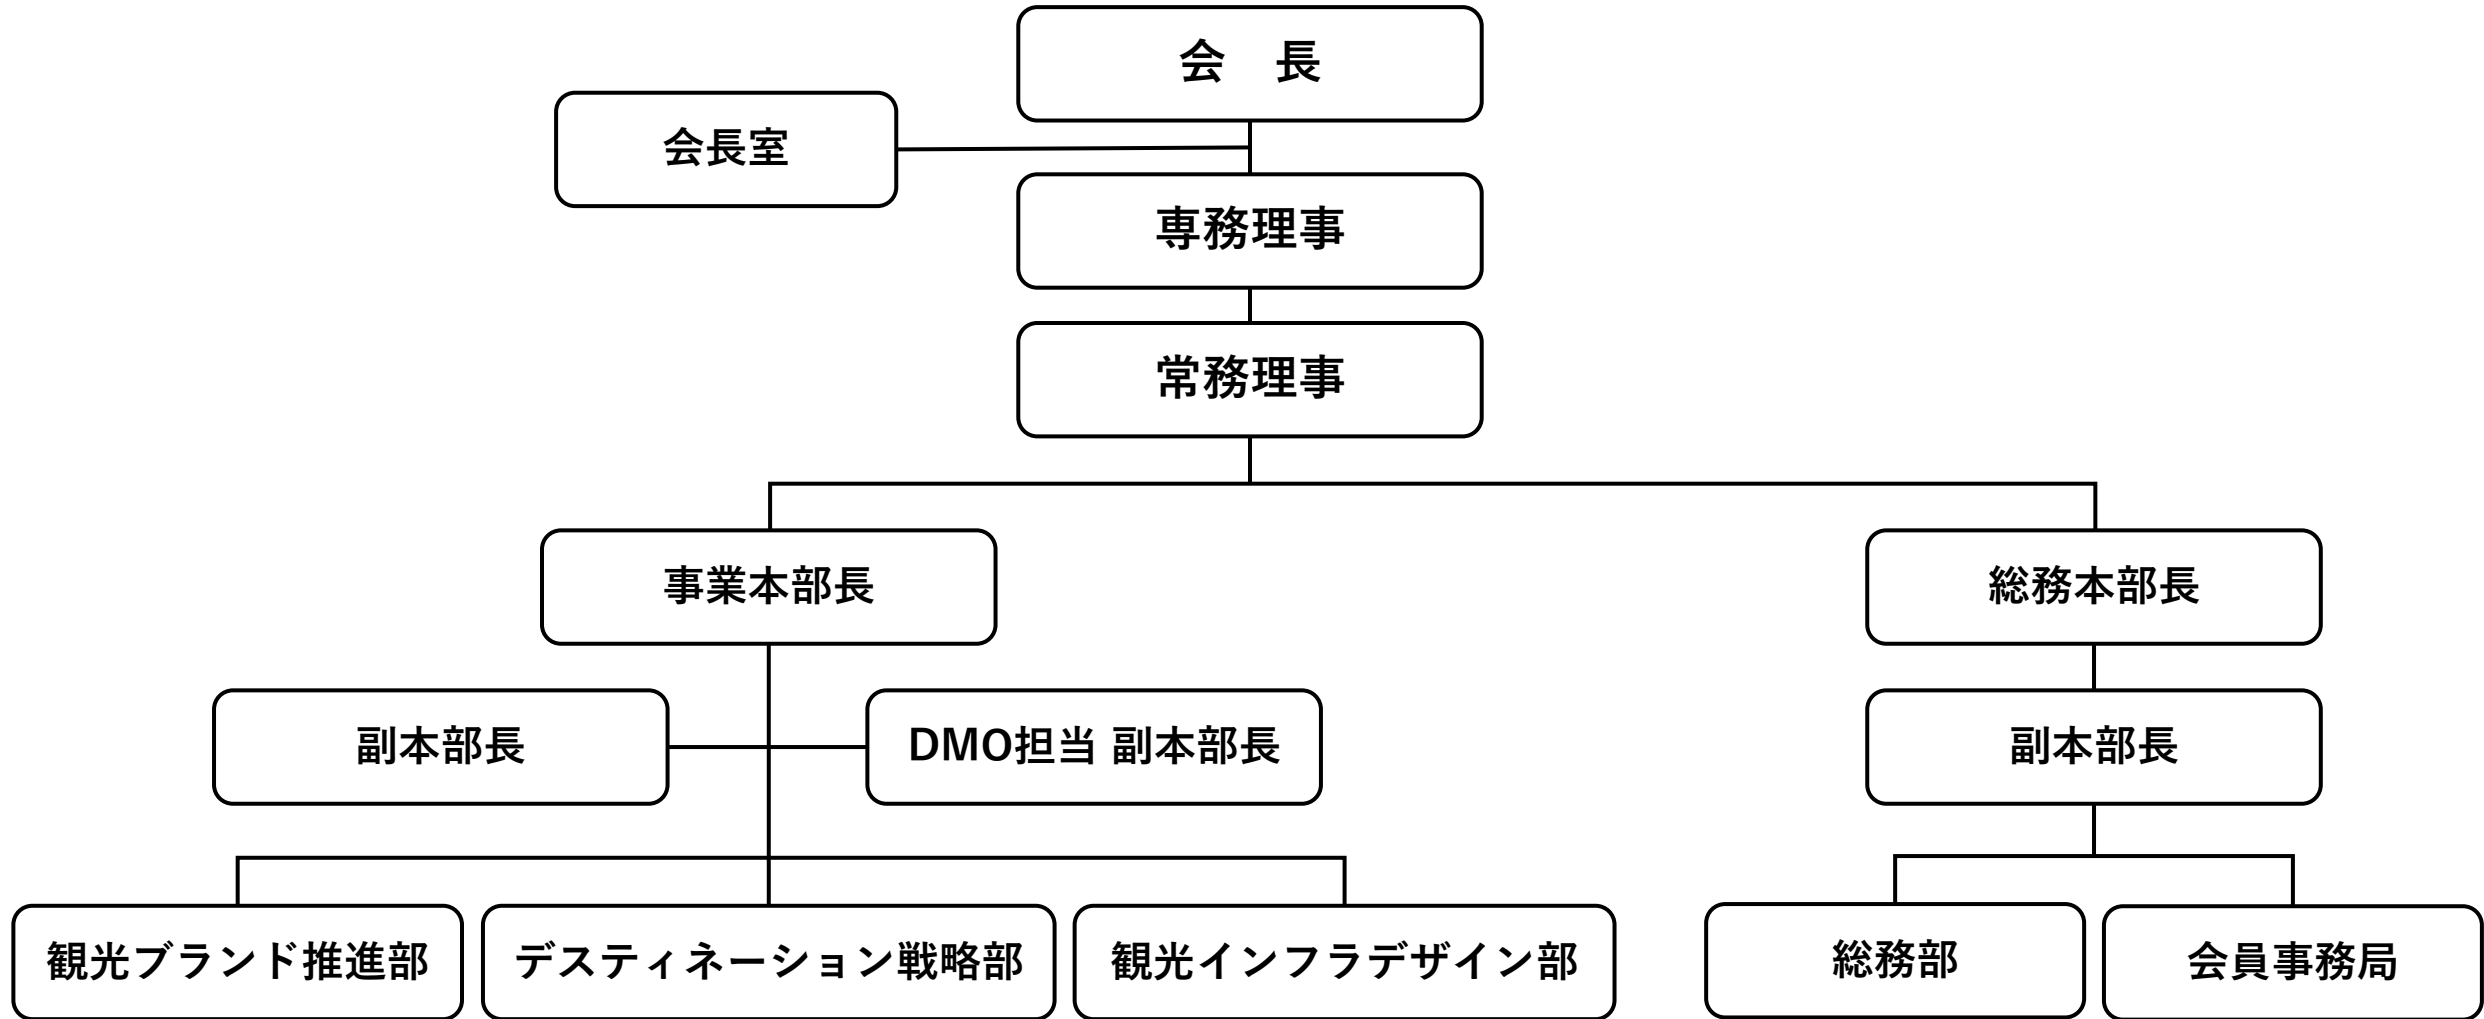 会　長
会長室
専務理事
常務理事
事業本部長
総務本部長
副本部長
DMO担当 副本部長
副本部長
観光ブランド推進部
デスティネーション戦略部
観光インフラデザイン部
総務部
会員事務局